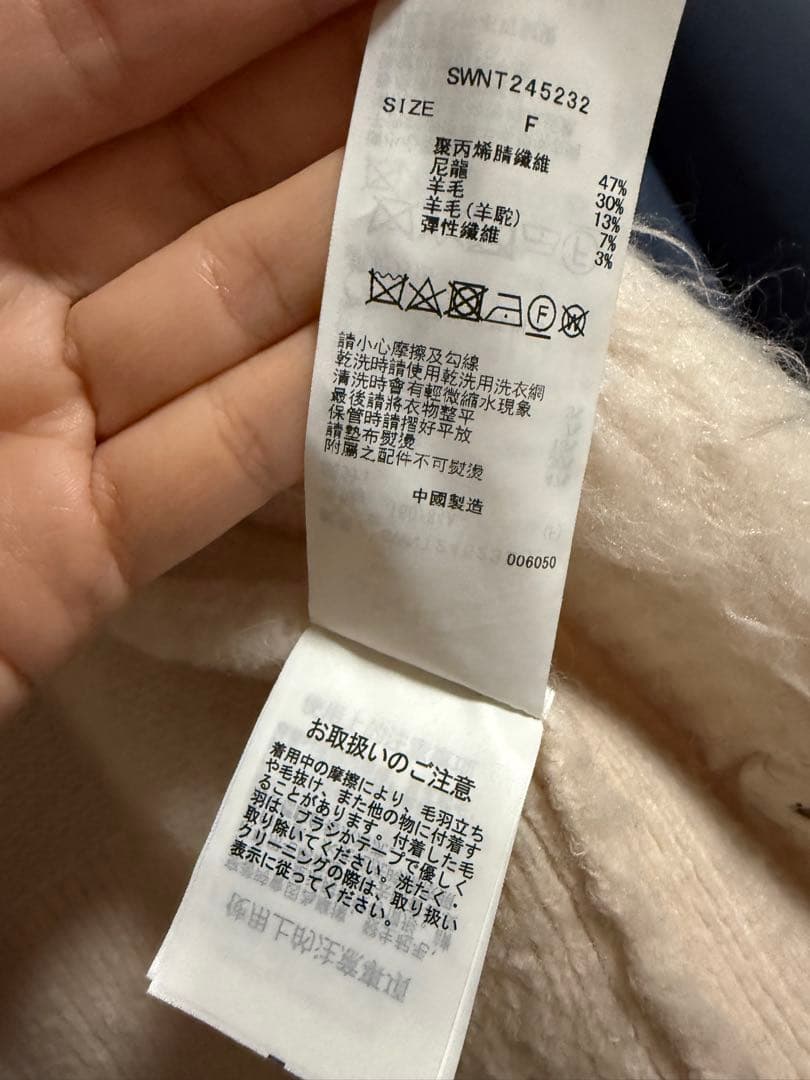 SWNT245232
SIZE F
聚丙烯腈纖維 47%
尼龍 30%
羊毛 13%
羊毛(羊駝) 7%
彈性纖維 3%
F
W
請小心摩擦及勾線
乾洗時請使用乾洗用洗衣網
清洗時會有輕微縮水現象
最後請將衣物整平
保管時請摺好平放
請墊布熨燙
附屬之配件不可熨燙
中國製造
006050
お取扱いのご注意
着用中の摩擦により、毛羽立ち
や毛抜け、また他の物に付着す
ることがあります。付着した毛
羽は、ブラシかテープで優しく
取り除いてください。洗たく・
クリーニングの際は、取り扱い
表示に従ってください。